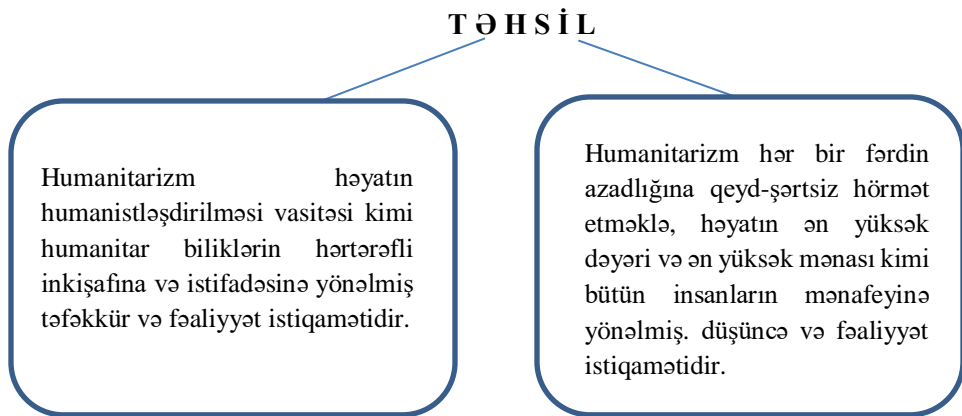 T Ə H S İ L
Humanitarizm həyatın
humanistləşdirilməsi vasitəsi kimi
humanitar biliklərin hərtərəfli
inkişafına və istifadəsinə yönəlmiş
təfəkkür və fəaliyyət istiqamətidir.
Humanitarizm hər bir fərdin
azadlığına qeyd-şərtsiz hörmət
etməklə, həyatın ən yüksək
dəyəri və ən yüksək mənası kimi
bütün insanların mənafeyinə
yönəlmiş. düşüncə və fəaliyyət
istiqamətidir.